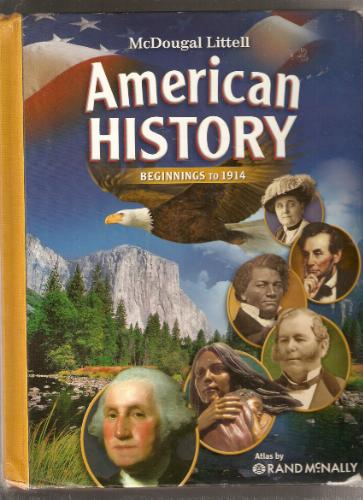 McDougal Littell
American
HISTORY
BEGINNINGS TO 1914
Atlas by
RAND McNALLY